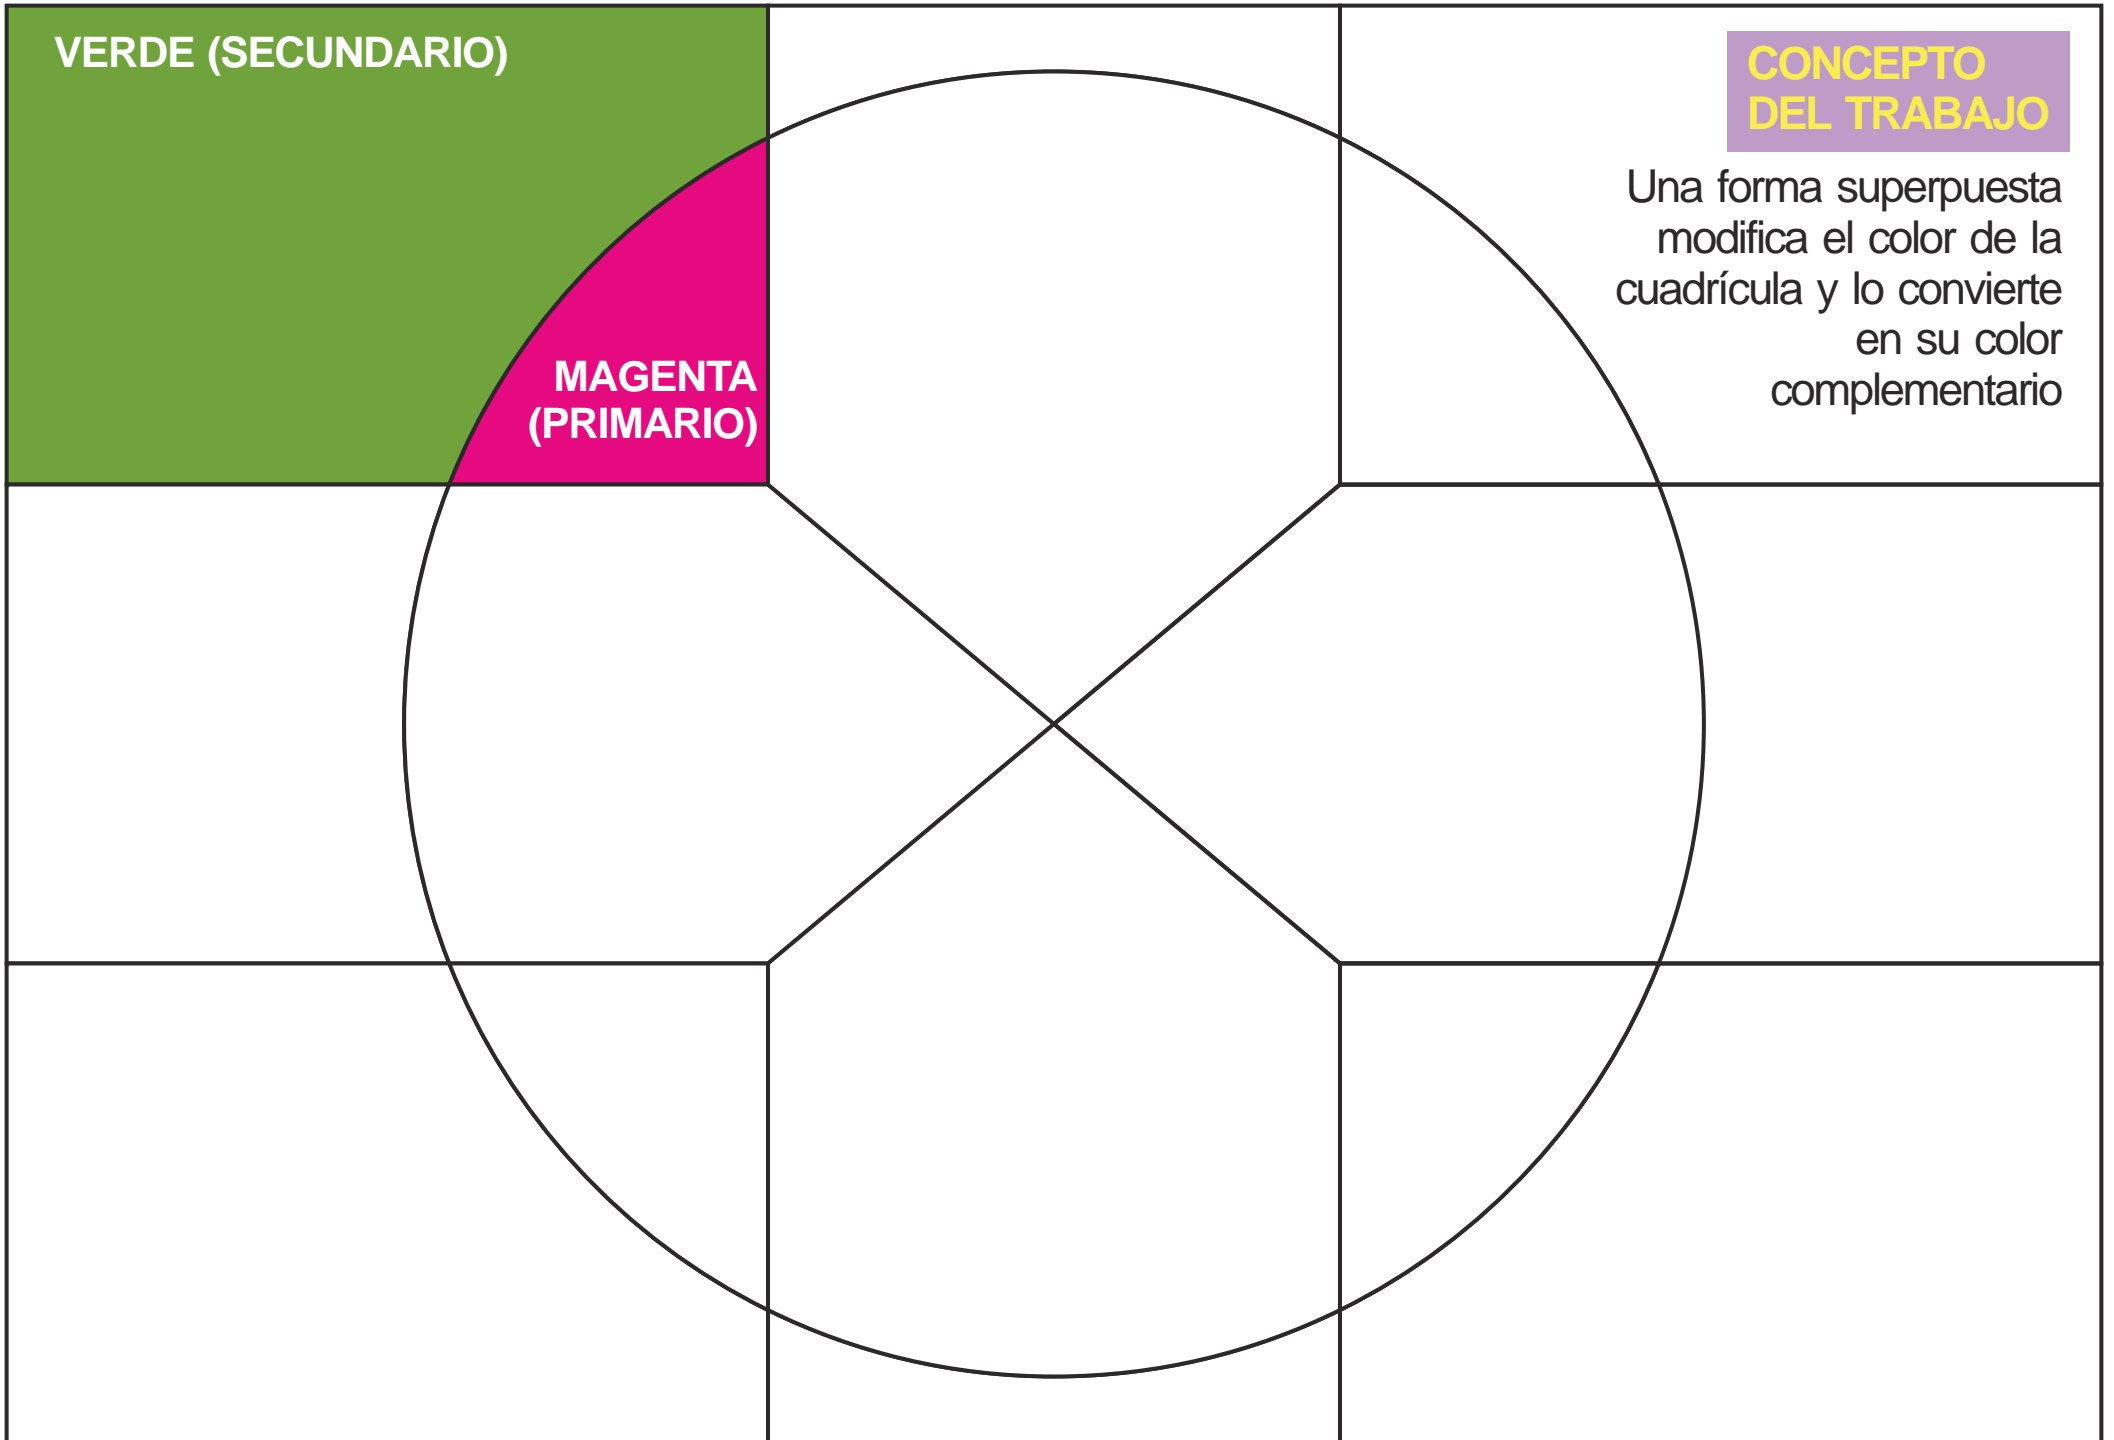 VERDE (SECUNDARIO)
MAGENTA
(PRIMARIO)
CONCEPTO
DEL TRABAJO
Una forma superpuesta
modifica el color de la
cuadrícula y lo convierte
en su color
complementario